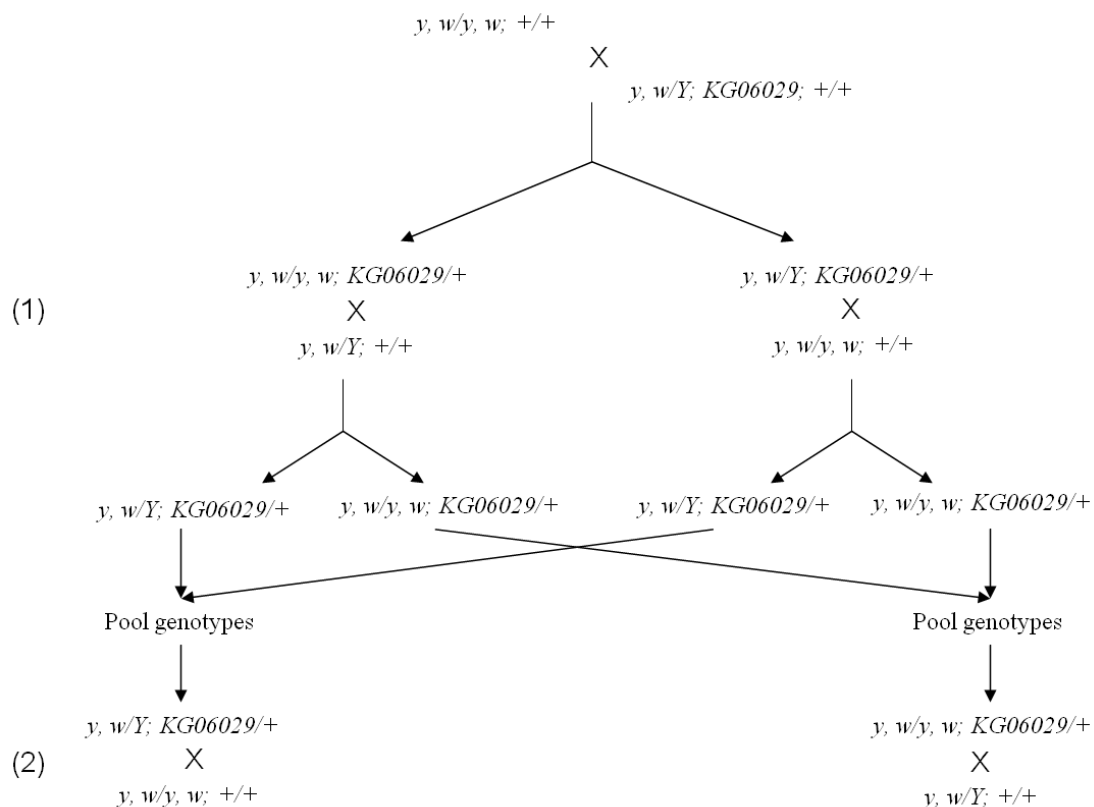 y, w/y, w; +/+
X
y, w/Y; KG06029; +/+
y, w/y, w; KG06029/+ y, w/Y; KG06029/+
(1) X X
y, w/Y; +/+ y, w/y, w; +/+
y, w/Y; KG06029/+ y, w/y, w; KG06029/+ y, w/Y; KG06029/+ y, w/y, w; KG06029/+
Pool genotypes Pool genotypes
y, w/Y; KG06029/+ y, w/y, w; KG06029/+
(2) X X
y, w/y, w; +/+ y, w/Y; +/+